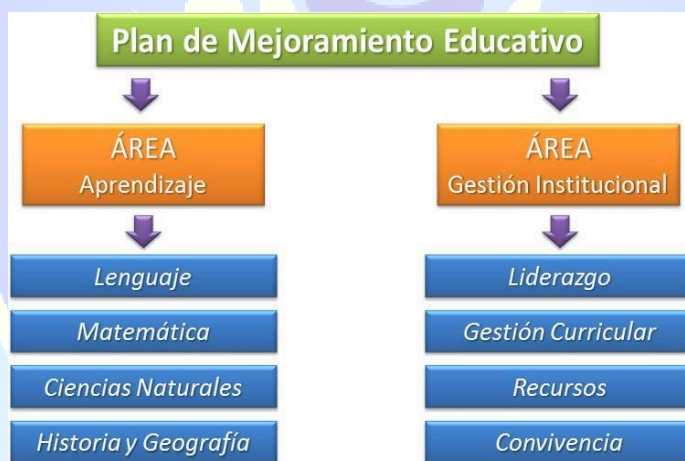 Plan de Mejoramiento Educativo
ÁREA
Aprendizaje
Lenguaje
Matemática
Ciencias Naturales
Historia y Geografía
ÁREA
Gestión Institucional
Liderazgo
Gestión Curricular
Recursos
Convivencia